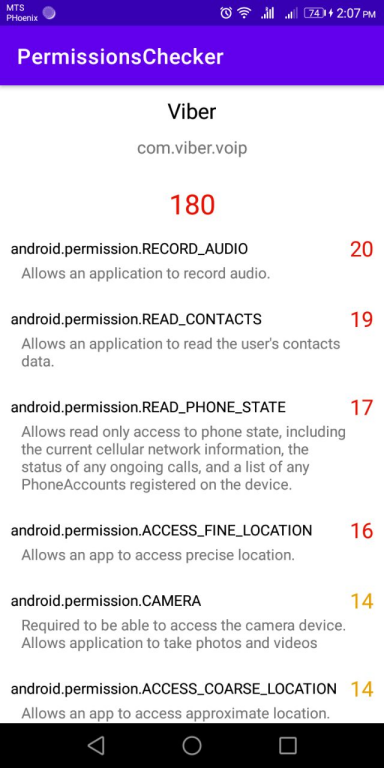 MTS
PHoenix
74
2:07 PM
PermissionsChecker
Viber
com.viber.voip
180
android.permission.RECORD_AUDIO 20
Allows an application to record audio.
android.permission.READ_CONTACTS 19
Allows an application to read the user's contacts
data.
android.permission.READ_PHONE_STATE 17
Allows read only access to phone state, including
the current cellular network information, the
status of any ongoing calls, and a list of any
PhoneAccounts registered on the device.
android.permission.ACCESS_FINE_LOCATION 16
Allows an app to access precise location.
android.permission.CAMERA 14
Required to be able to access the camera device.
Allows application to take photos and videos
android.permission.ACCESS_COARSE_LOCATION 14
Allows an app to access approximate location.